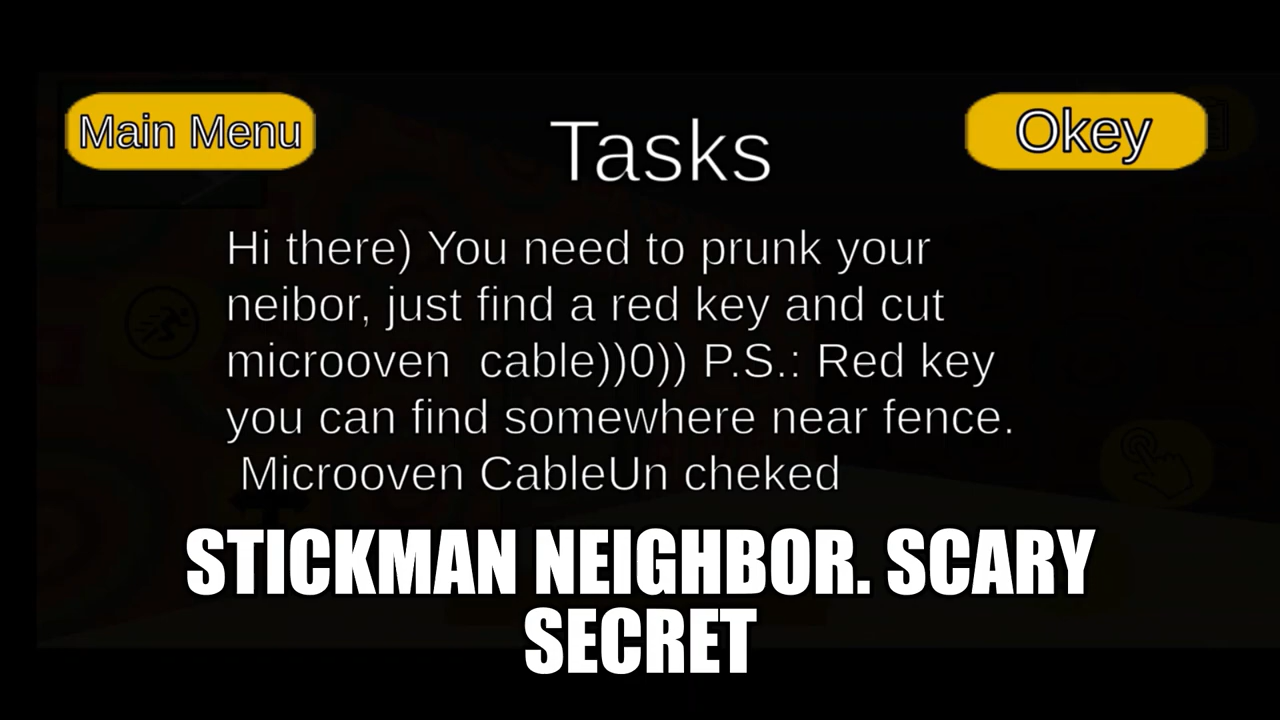 Main Menu
Tasks
Okey
Hi there) You need to prunk your
neibor, just find a red key and cut
microoven  cable))0)) P.S.: Red key
you can find somewhere near fence.
Microoven CableUn cheked
STICKMAN NEIGHBOR. SCARY
SECRET